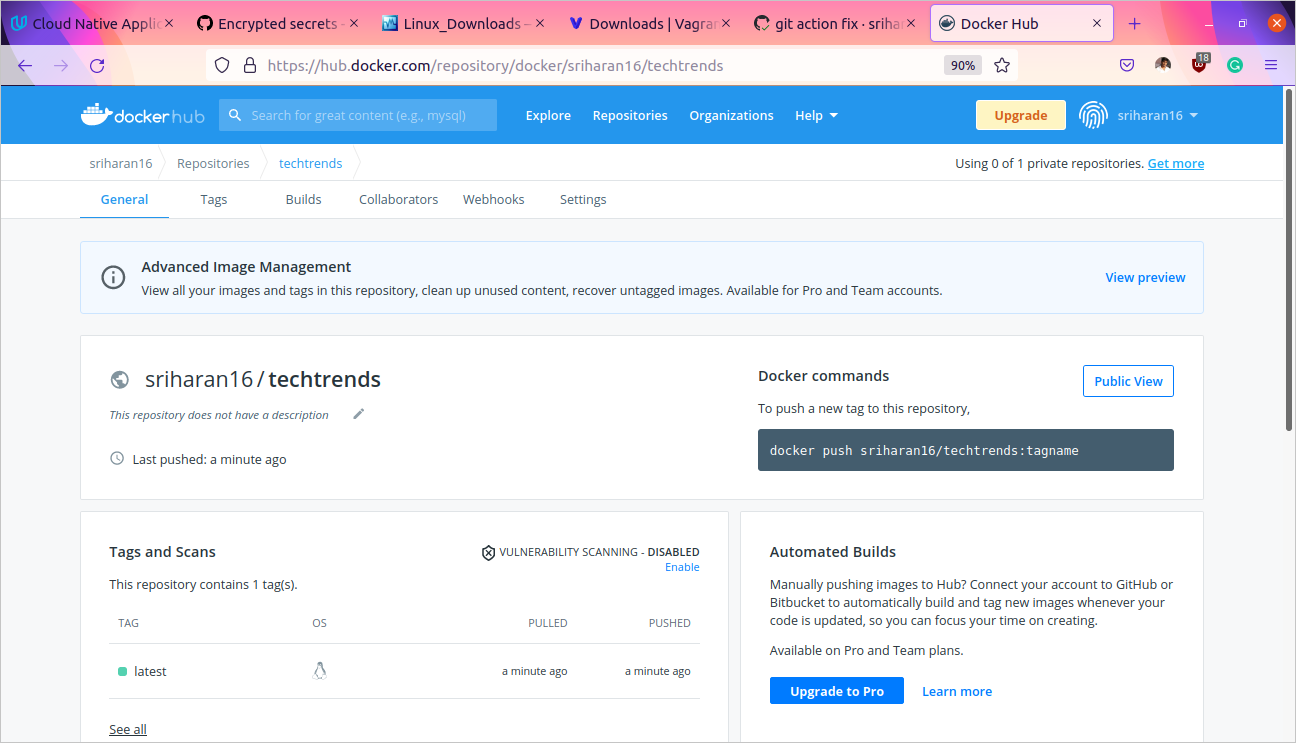 Cloud Native Applic
Encrypted secrets -
Linux_Downloads –
Downloads | Vagran
git action fix · srihar
Docker Hub
https://hub.docker.com/repository/docker/sriharan16/techtrends
90%
18
docker hub
Search for great content (e.g., mysql)
Explore
Repositories
Organizations
Help
Upgrade
sriharan16
sriharan16
Repositories
techtrends
Using 0 of 1 private repositories. Get more
General
Tags
Builds
Collaborators
Webhooks
Settings
Advanced Image Management
View all your images and tags in this repository, clean up unused content, recover untagged images. Available for Pro and Team accounts.
View preview
sriharan16 / techtrends
This repository does not have a description
Last pushed: a minute ago
Docker commands
Public View
To push a new tag to this repository,
docker push sriharan16/techtrends:tagname
Tags and Scans
VULNERABILITY SCANNING - DISABLED
Enable
This repository contains 1 tag(s).
TAG
OS
PULLED
PUSHED
latest
a minute ago
a minute ago
See all
Automated Builds
Manually pushing images to Hub? Connect your account to GitHub or
Bitbucket to automatically build and tag new images whenever your
code is updated, so you can focus your time on creating.
Available on Pro and Team plans.
Upgrade to Pro
Learn more